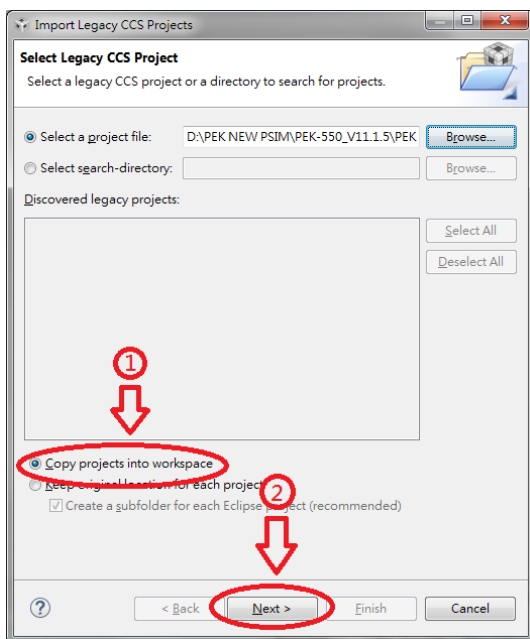 Import Legacy CCS Projects
Select Legacy CCS Project
Select a legacy CCS project or a directory to search for projects.
Select a project file: D:\PEK NEW PSIM\PEK-550_V11.1.5\PEK Browse...
Select search-directory: Browse...
Discovered legacy projects:
Select All
Deselect All
1
Copy projects into workspace
Keep original location for each project
2
Create a subfolder for each Eclipse project (recommended)
? < Back Next > Finish Cancel